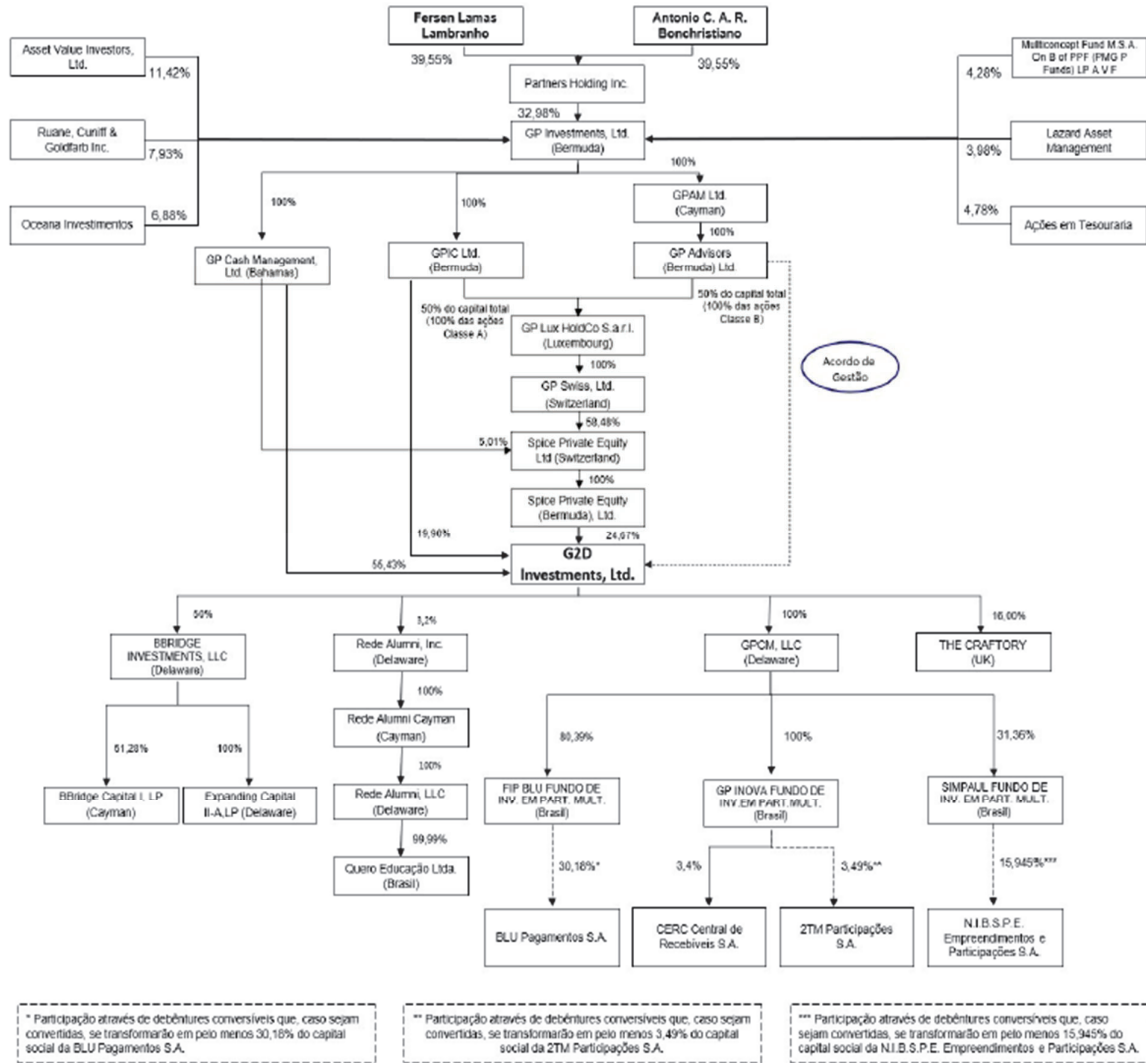 Fersen Lamas
Lambranho
Antonio C. A. R.
Bonchristiano
Asset Value Investors,
Ltd.
11,42%
39,55%
39,55%
Multiconcept Fund M.S.A.
On B of PPF (PMG P
Funds) LP A V F
4,28%
Partners Holding Inc.
32,98%
Ruane, Cuniff &
Goldfarb Inc.
7,93%
GP Investments, Ltd.
(Bermuda)
Lazard Asset
Management
3,98%
100%
Oceana Investimentos
6,88%
100%
100%
GPAM Ltd.
(Cayman)
4,78%
Ações em Tesouraria
100%
GP Cash Management,
Ltd. (Bahamas)
GPIC Ltd.
(Bermuda)
GP Advisors
(Bermuda) Ltd.
50% do capital total
(100% das ações
Classe A)
50% do capital total
(100% das ações
Classe B)
GP Lux HoldCo S.a.r.l.
(Luxembourg)
100%
Acordo de
Gestão
GP Swiss, Ltd.
(Switzerland)
58,48%
5,01%
Spice Private Equity
Ltd (Switzerland)
100%
Spice Private Equity
(Bermuda), Ltd.
19,90%
24,67%
55,43%
G2D
Investments, Ltd.
50%
3,2%
100%
16,00%
BBRIDGE
INVESTMENTS, LLC
(Delaware)
Rede Alumni, Inc.
(Delaware)
GPCM, LLC
(Delaware)
THE CRAFTORY
(UK)
100%
Rede Alumni Cayman
(Cayman)
61,28%
100%
80,39%
100%
31,36%
100%
BBridge Capital I, LP
(Cayman)
Expanding Capital
II-A,LP (Delaware)
Rede Alumni, LLC
(Delaware)
FIP BLU FUNDO DE
INV. EM PART. MULT.
(Brasil)
GP INOVA FUNDO DE
INV.EM PART.MULT.
(Brasil)
SIMPAUL FUNDO DE
INV. EM PART. MULT.
(Brasil)
99,99%
Quero Educação Ltda.
(Brasil)
30,18%*
3,4%
3,49%**
15,945%***
BLU Pagamentos S.A.
CERC Central de
Recebíveis S.A.
2TM Participações
S.A.
N.I.B.S.P.E.
Empreendimentos e
Participações S.A.
* Participação através de debêntures conversíveis que, caso sejam
convertidas, se transformarão em pelo menos 30,18% do capital
social da BLU Pagamentos S.A.
** Participação através de debêntures conversíveis que, caso sejam
convertidas, se transformarão em pelo menos 3,49% do capital
social da 2TM Participações S.A.
*** Participação através de debêntures conversíveis que, caso
sejam convertidas, se transformarão em pelo menos 15,945% do
capital social da N.I.B.S.P.E. Empreendimentos e Participações S.A.